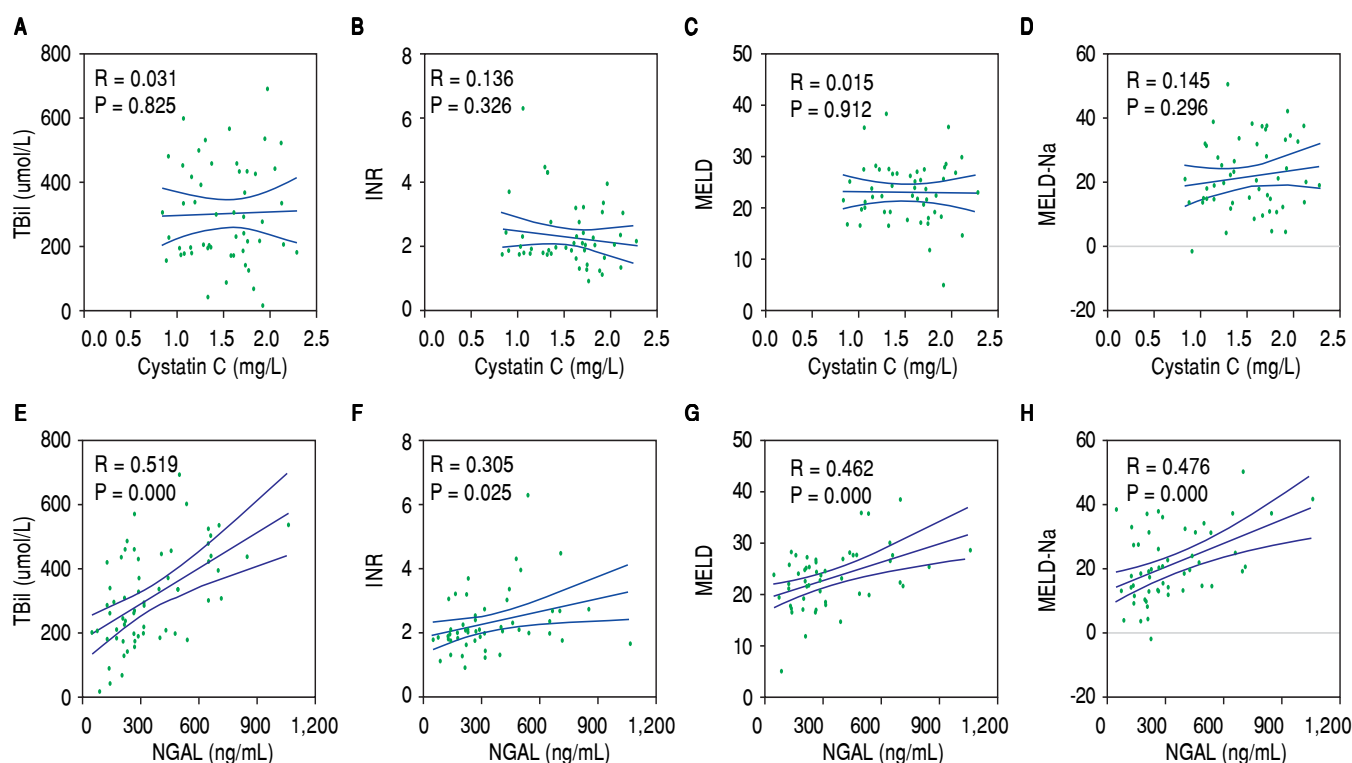 A
TBil (umol/L)
800
600
400
200
0
R = 0.031
P = 0.825
0.0 0.5 1.0 1.5 2.0 2.5
Cystatin C (mg/L)
B
INR
8
6
4
2
0
R = 0.136
P = 0.326
0.0 0.5 1.0 1.5 2.0 2.5
Cystatin C (mg/L)
C
MELD
50
40
30
20
10
0
R = 0.015
P = 0.912
0.0 0.5 1.0 1.5 2.0 2.5
Cystatin C (mg/L)
D
MELD-Na
60
40
20
0
-20
R = 0.145
P = 0.296
0.0 0.5 1.0 1.5 2.0 2.5
Cystatin C (mg/L)
E
TBil (umol/L)
800
600
400
200
0
R = 0.519
P = 0.000
0 300 600 900 1,200
NGAL (ng/mL)
F
INR
8
6
4
2
0
R = 0.305
P = 0.025
0 300 600 900 1,200
NGAL (ng/mL)
G
MELD
50
40
30
20
10
0
R = 0.462
P = 0.000
0 300 600 900 1,200
NGAL (ng/mL)
H
MELD-Na
60
40
20
0
-20
R = 0.476
P = 0.000
0 300 600 900 1,200
NGAL (ng/mL)